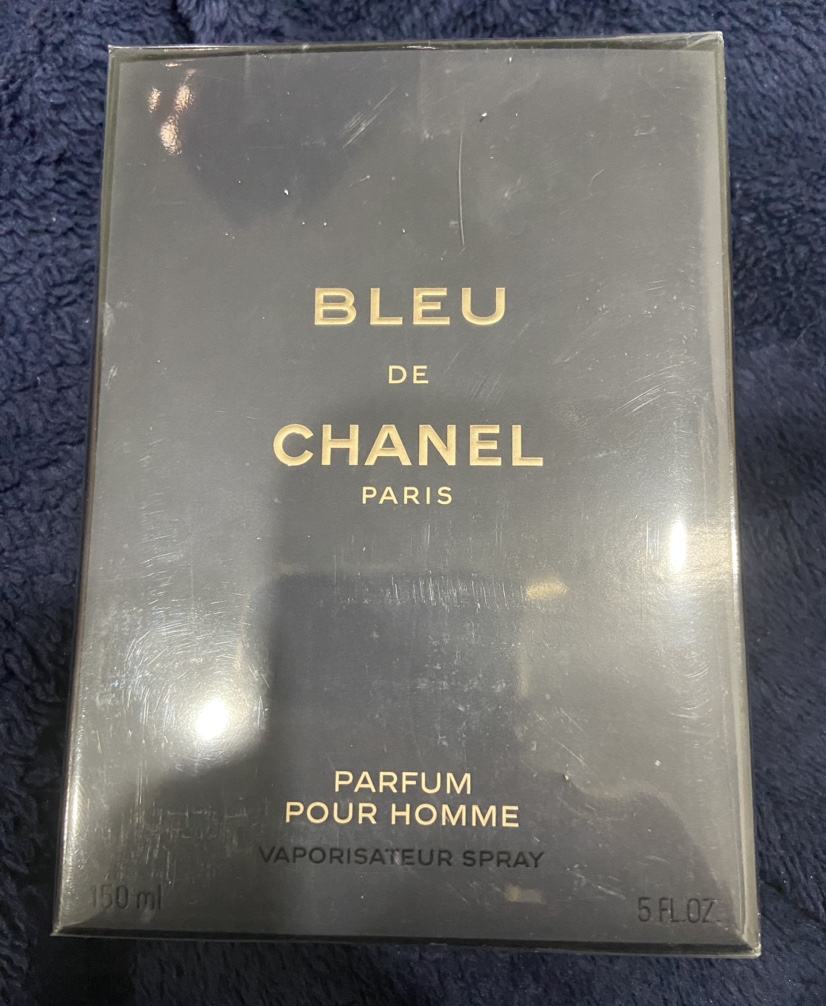 BLEU
DE
CHANEL
PARIS
PARFUM
POUR HOMME
VAPORISATEUR SPRAY
150 ml 5 FL.OZ.